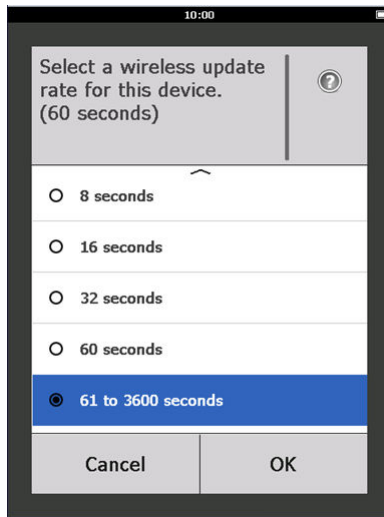 10:00
Select a wireless update
rate for this device.
(60 seconds)
?
8 seconds
16 seconds
32 seconds
60 seconds
61 to 3600 seconds
Cancel
OK